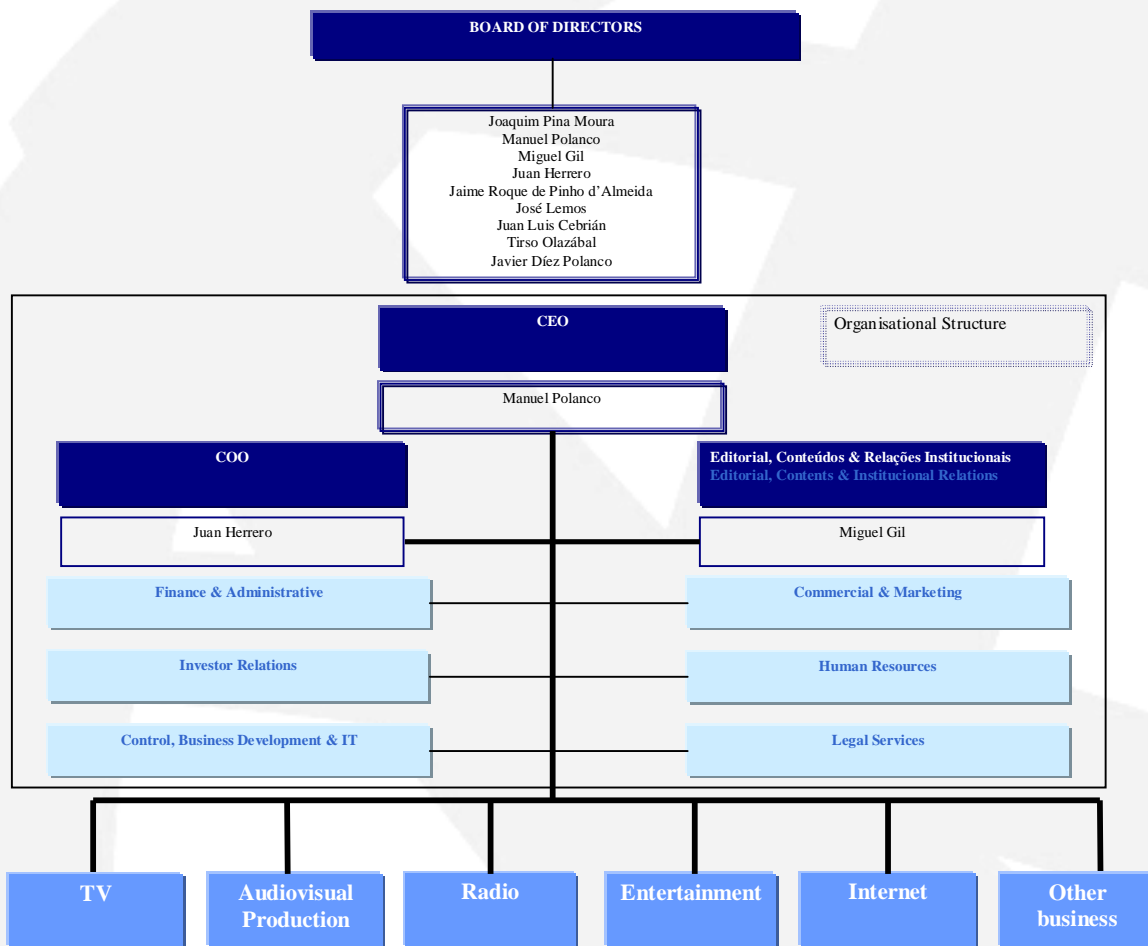 BOARD OF DIRECTORS
Joaquim Pina Moura
Manuel Polanco
Miguel Gil
Juan Herrero
Jaime Roque de Pinho d’Almeida
José Lemos
Juan Luis Cebrián
Tirso Olazábal
Javier Díez Polanco
CEO
Organisational Structure
Manuel Polanco
COO
Editorial, Conteúdos & Relações Institucionais
Editorial, Contents & Institutional Relations
Juan Herrero
Miguel Gil
Finance & Administrative
Commercial & Marketing
Investor Relations
Human Resources
Control, Business Development & IT
Legal Services
TV
Audiovisual
Production
Radio
Entertainment
Internet
Other
business